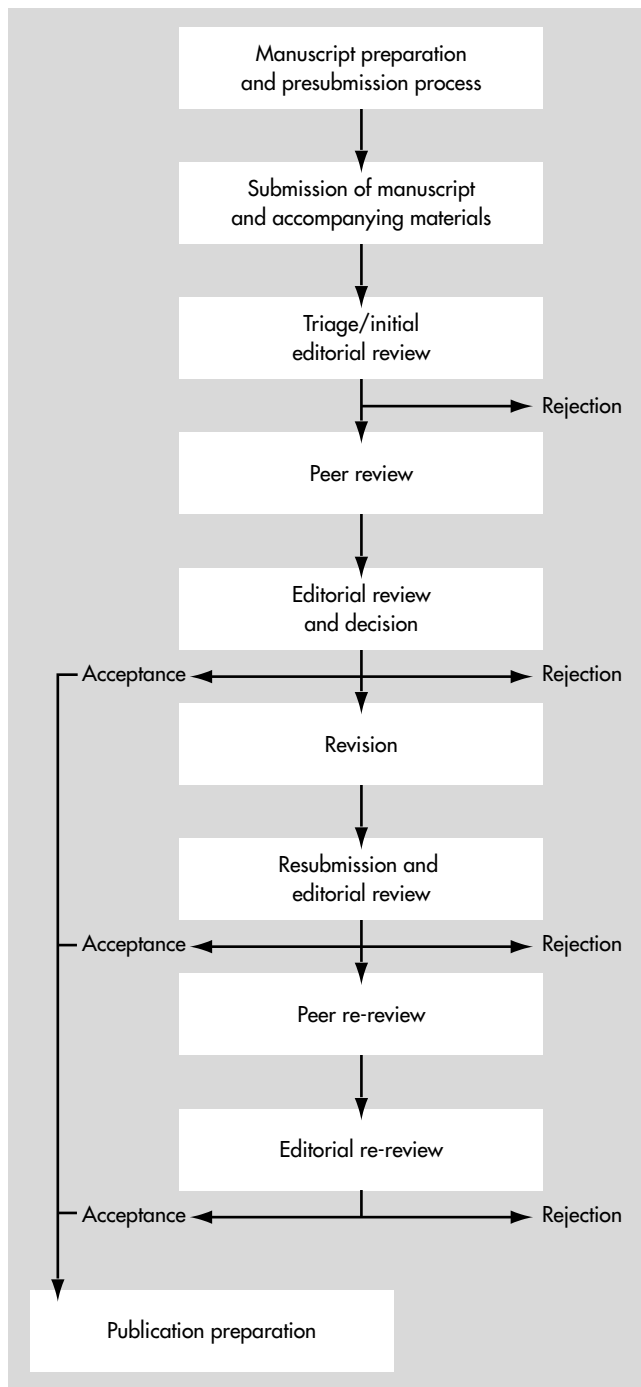 Manuscript preparation
and presubmission process
Submission of manuscript
and accompanying materials
Triage/initial
editorial review
Rejection
Peer review
Editorial review
and decision
Acceptance
Rejection
Revision
Resubmission and
editorial review
Acceptance
Rejection
Peer re-review
Editorial re-review
Acceptance
Rejection
Publication preparation